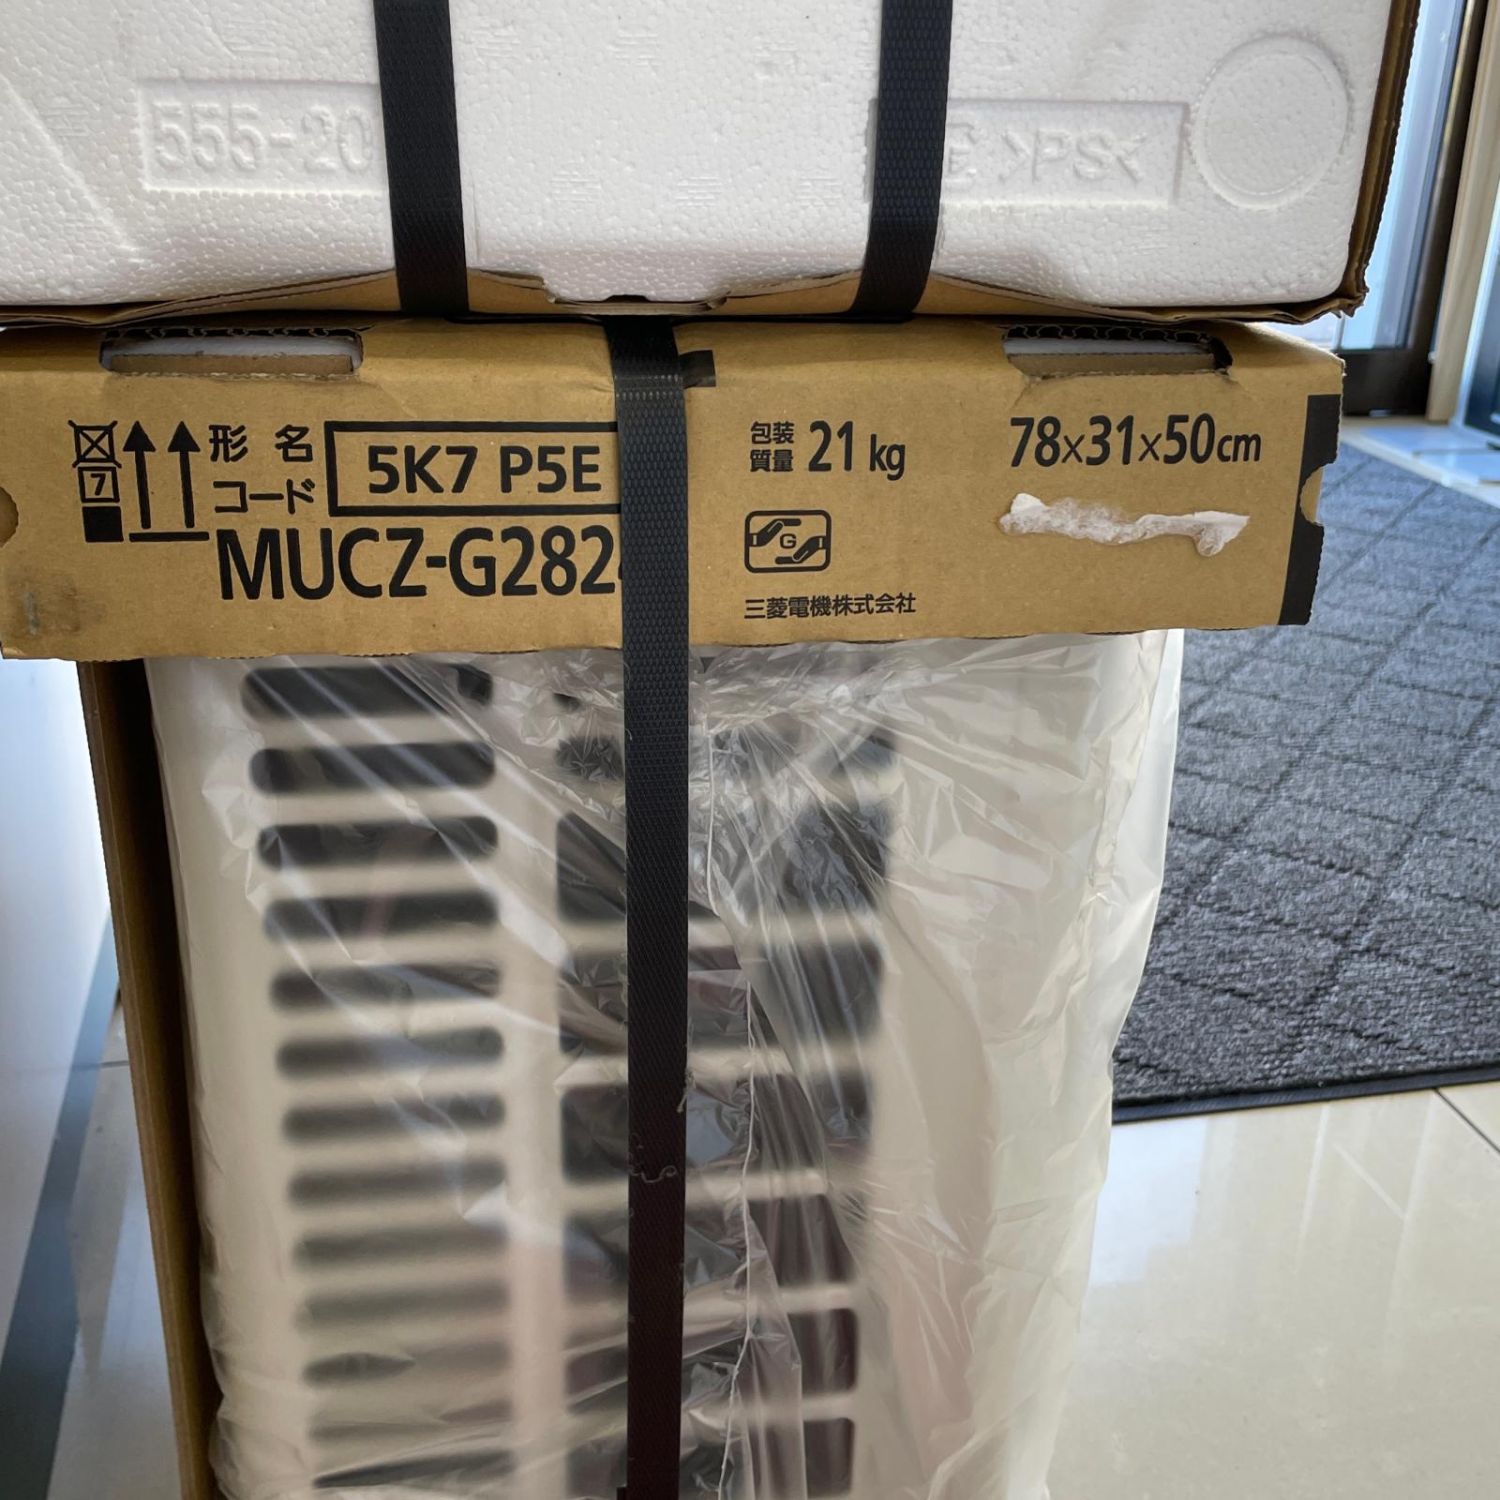 555-20
>PS<
7
形名
コード
5K7 P5E
MUCZ-G282
包装
質量
21 kg
78×31×50cm
G
三菱電機株式会社